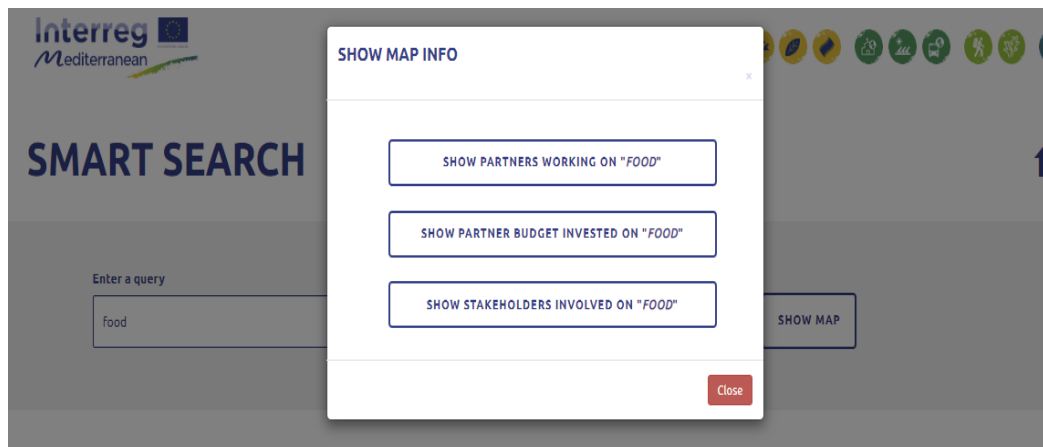 Interreg
Mediterranean
SHOW MAP INFO
x
SMART SEARCH
SHOW PARTNERS WORKING ON "FOOD"
SHOW PARTNER BUDGET INVESTED ON "FOOD"
Enter a query
SHOW STAKEHOLDERS INVOLVED ON "FOOD"
food
SHOW MAP
Close